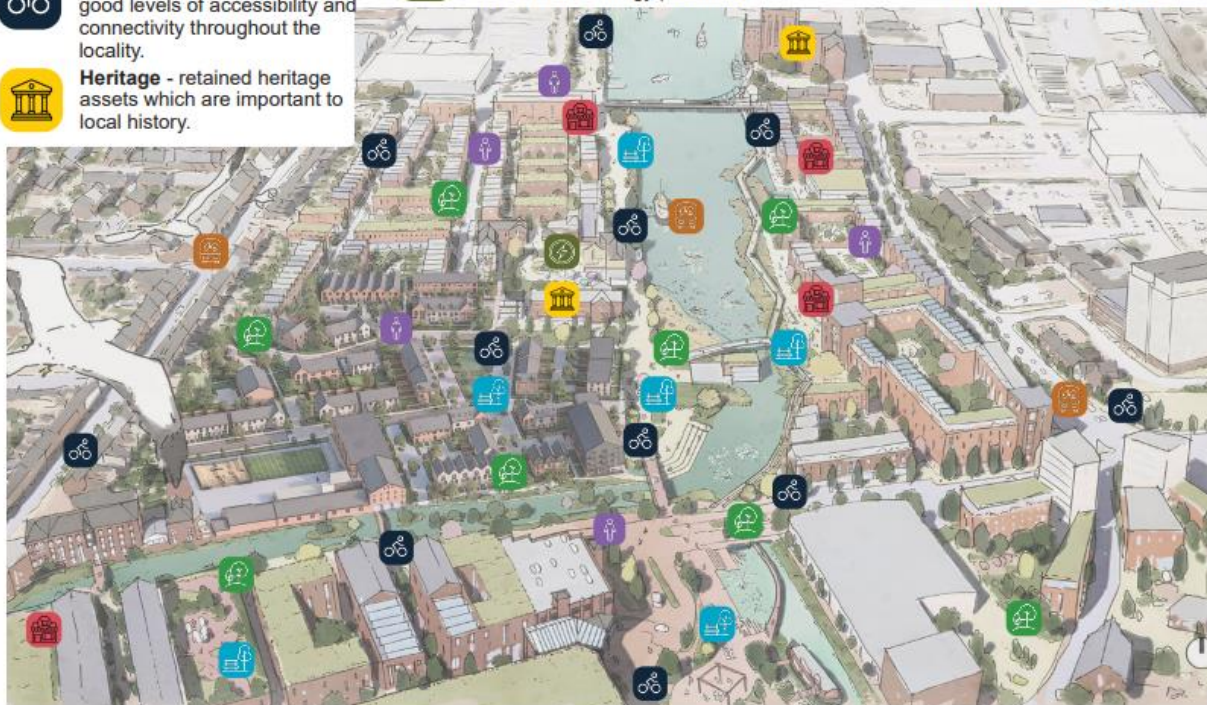 good levels of accessibility and
connectivity throughout the
locality.
Heritage - retained heritage
assets which are important to
local history.